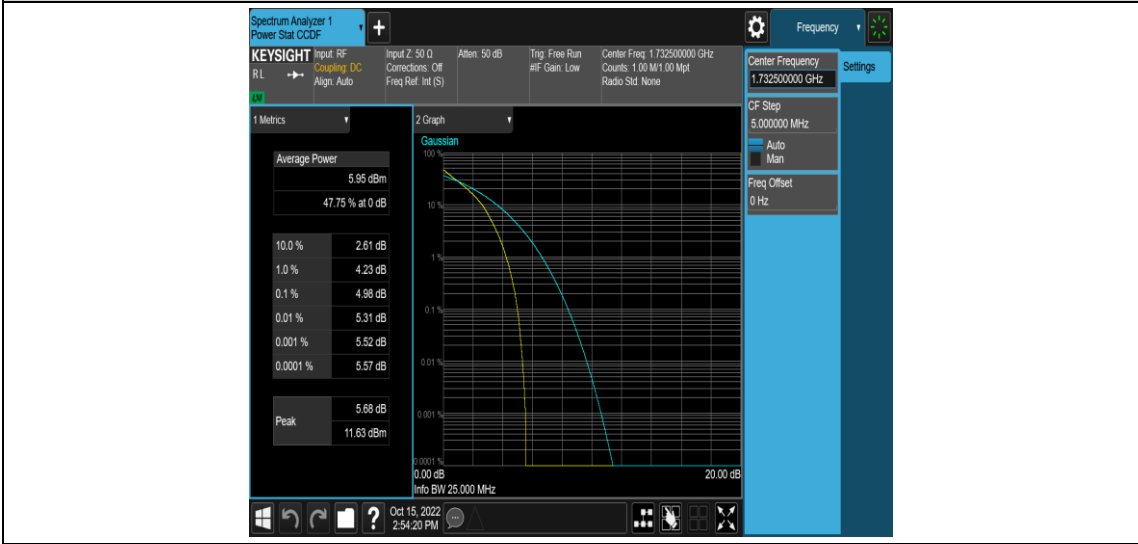 Spectrum Analyzer 1
Power Stat CCDF
+
Frequency
KEYSIGHT
RL
LNI
Input: RF
Coupling: DC
Align: Auto
Input Z: 50 Ω
Corrections: Off
Freq Ref: Int (S)
Atten: 50 dB
Trig: Free Run
#IF Gain: Low
Center Freq: 1.732500000 GHz
Counts: 1.00 M/1.00 Mpt
Radio Std: None
Center Frequency
1.732500000 GHz
Settings
CF Step
5.000000 MHz
Auto
Man
Freq Offset
0 Hz
1 Metrics
Average Power
5.95 dBm
47.75 % at 0 dB
10.0 % 2.61 dB
1.0 % 4.23 dB
0.1 % 4.98 dB
0.01 % 5.31 dB
0.001 % 5.52 dB
0.0001 % 5.57 dB
Peak
5.68 dB
11.63 dBm
2 Graph
Gaussian
100 %
10 %
1 %
0.1 %
0.01 %
0.001 %
0.0001 %
0.00 dB 20.00 dB
Info BW 25.000 MHz
?
Oct 15, 2022
2:54:20 PM